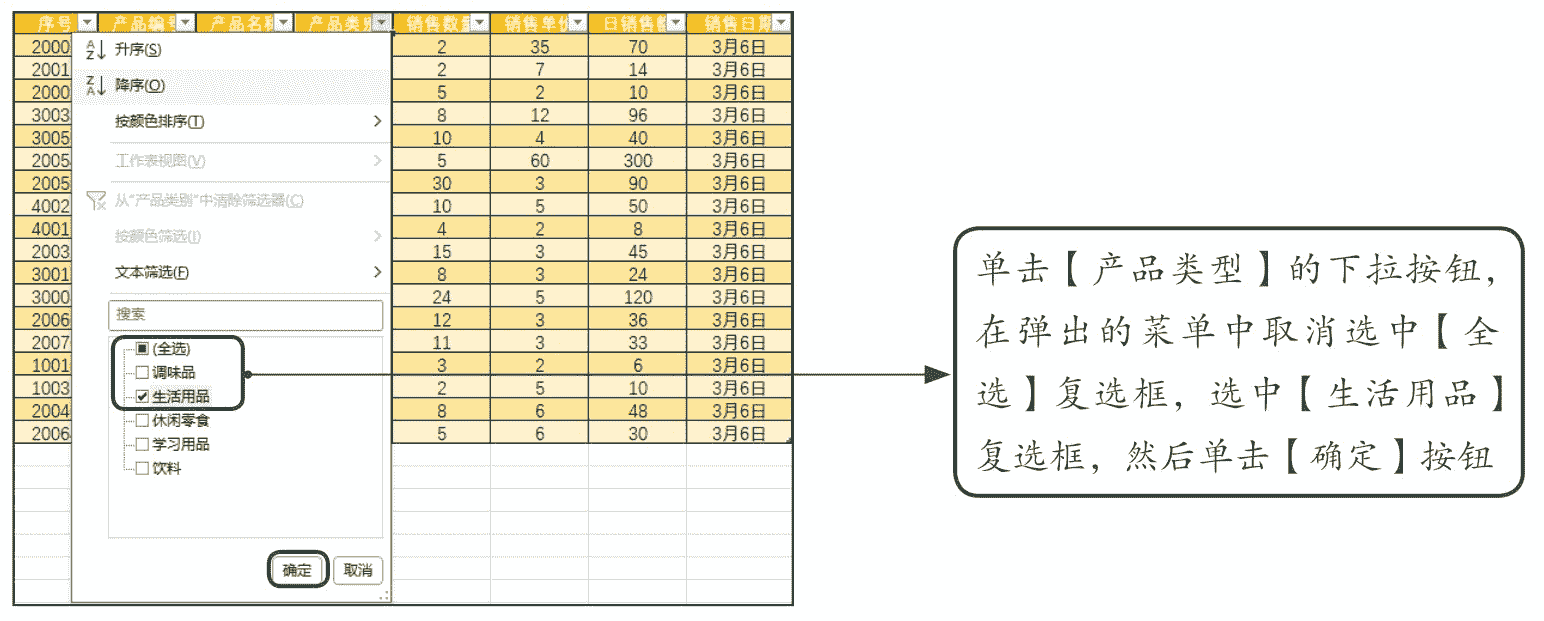 序号 产品编号 产品名称 产品类别 销售数量 销售单价 日销售额 销售日期
2000 2 35 70 3月6日
2001 2 7 14 3月6日
2000 5 2 10 3月6日
3003 8 12 96 3月6日
3005 10 4 40 3月6日
2005 5 60 300 3月6日
2005 30 3 90 3月6日
4002 10 5 50 3月6日
4001 4 2 8 3月6日
2003 15 3 45 3月6日
3001 8 3 24 3月6日
3000 24 5 120 3月6日
2006 12 3 36 3月6日
2007 11 3 33 3月6日
1001 3 2 6 3月6日
1003 2 5 10 3月6日
2004 8 6 48 3月6日
2006 5 6 30 3月6日
升序(S)
降序(O)
按颜色排序(T)
工作表视图(V)
从"产品类别"中清除筛选器(C)
按颜色筛选(I)
文本筛选(F)
搜索
(全选)
调味品
生活用品
休闲零食
学习用品
饮料
确定 取消
单击【产品类型】的下拉按钮，
在弹出的菜单中取消选中【全
选】复选框，选中【生活用品】
复选框，然后单击【确定】按钮